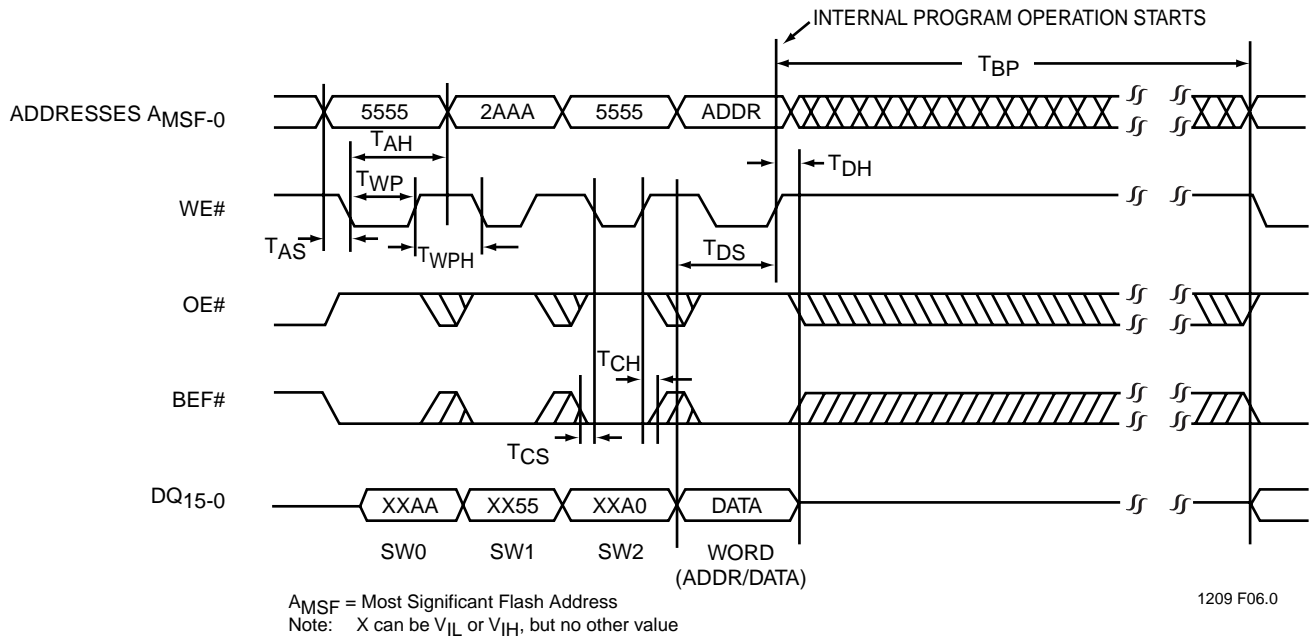 INTERNAL PROGRAM OPERATION STARTS
TBP
ADDRESSES AMSF-0
5555
2AAA
5555
ADDR
TAH
TDH
TWP
WE#
TAS
TWPH
TDS
OE#
TCH
BEF#
TCS
DQ15-0
XXAA
XX55
XXA0
DATA
SW0
SW1
SW2
WORD
(ADDR/DATA)
AMSF = Most Significant Flash Address
1209 F06.0
Note: X can be VIL or VIH, but no other value